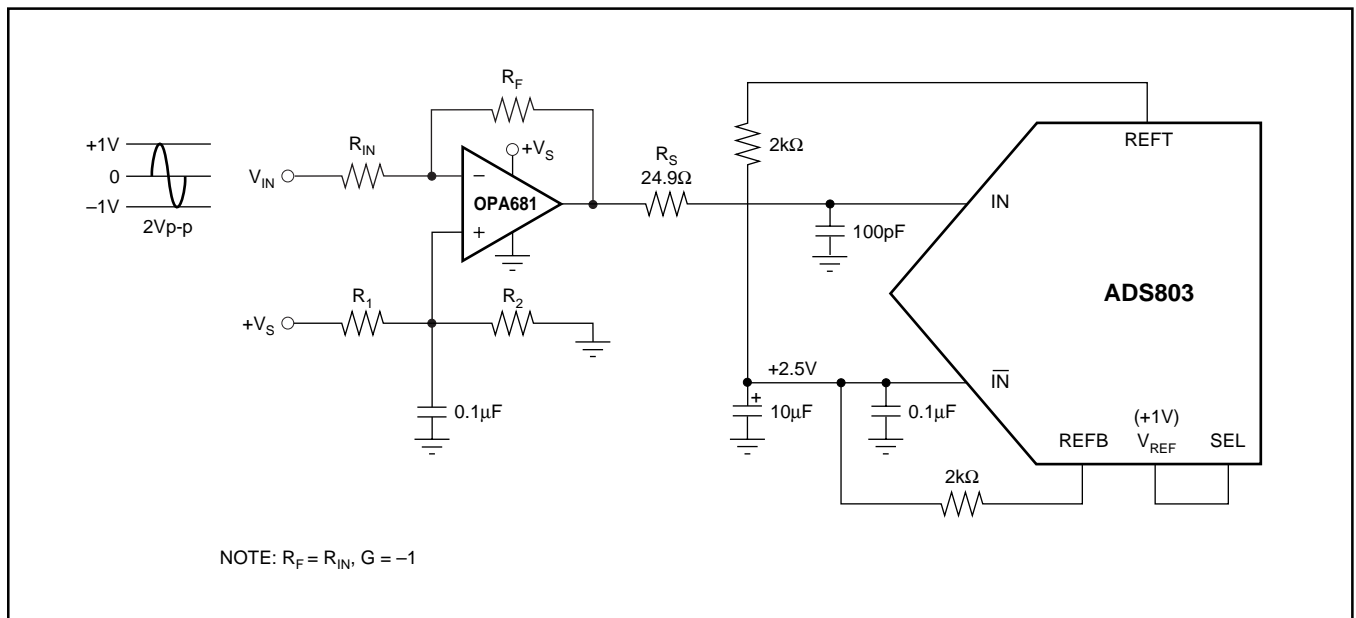 R_F
+1V
0
−1V
2Vp-p
V_IN
R_IN
+V_S
−
OPA681
+
R_S
24.9Ω
2kΩ
REFT
IN
100pF
ADS803
+V_S
R_1
R_2
0.1µF
+2.5V
+
10µF
0.1µF
I̅N̅
REFB
(+1V)
V_REF
SEL
2kΩ
NOTE: R_F = R_IN, G = −1